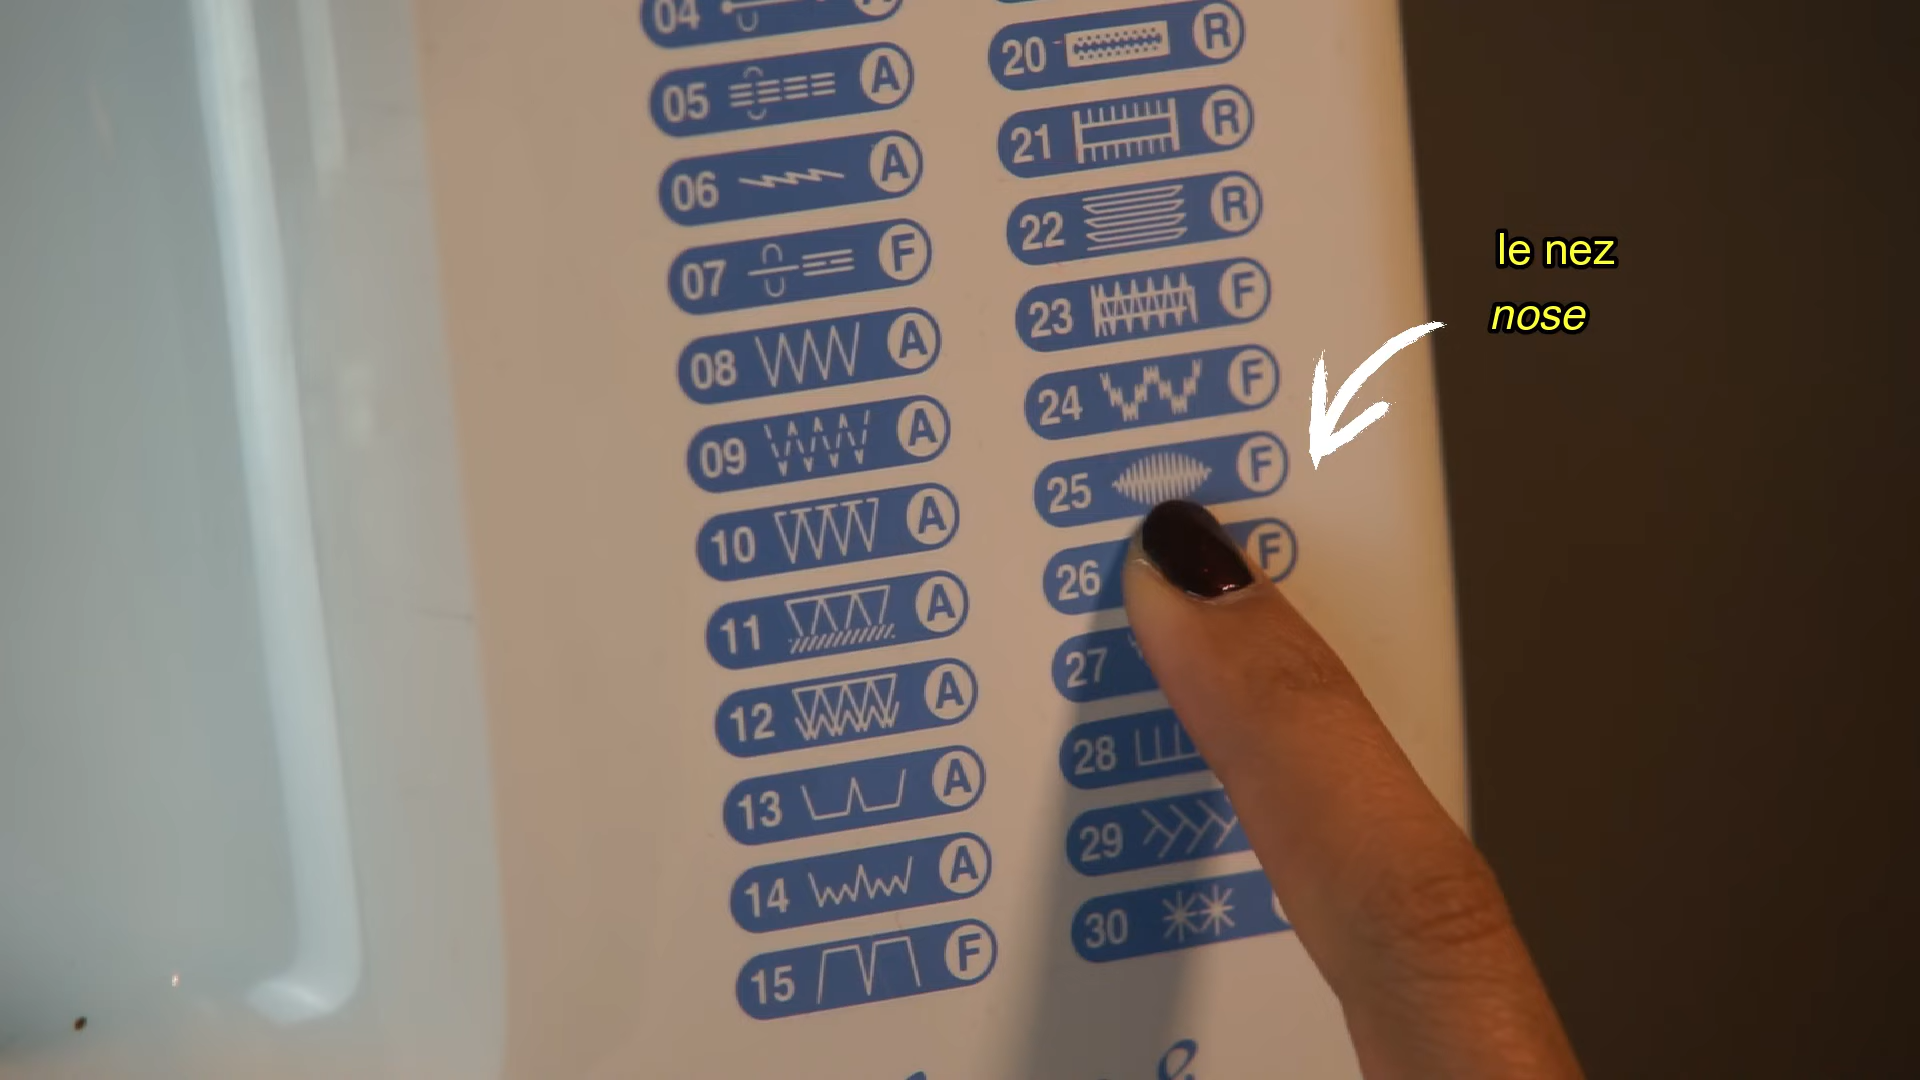 04 A
05 A
06 A
07 F
08 A
09 A
10 A
11 A
12 A
13 A
14 A
15 F
20 R
21 R
22 R
23 F
24 F
25 F
26 F
27
28
29
30
le nez
nose